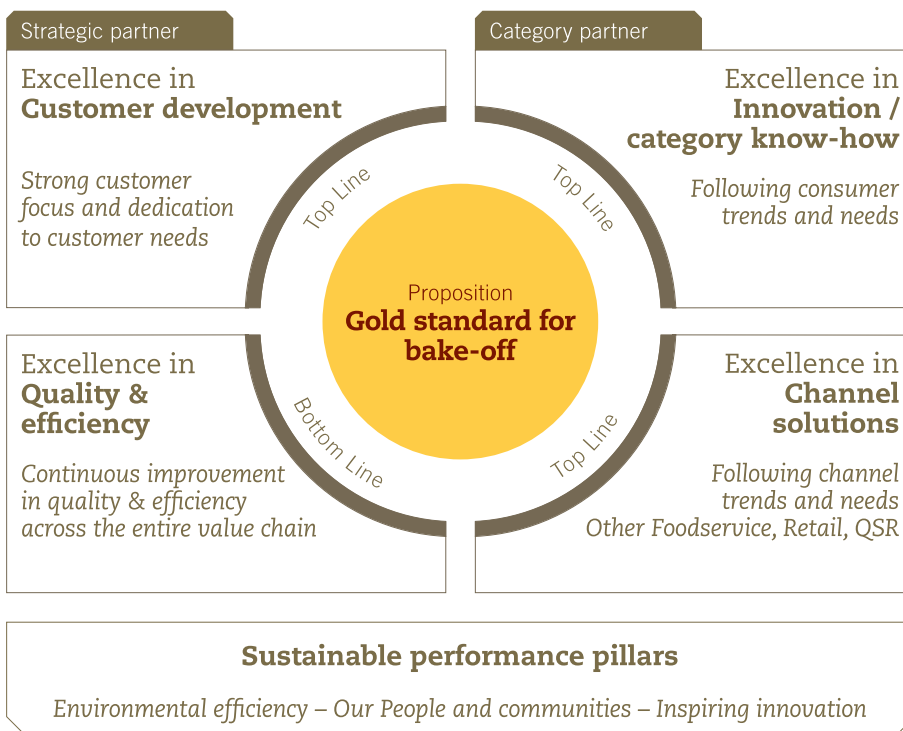 Strategic partner
Excellence in
Customer development
Strong customer
focus and dedication
to customer needs
Top Line
Category partner
Excellence in
Innovation /
category know-how
Following consumer
trends and needs
Top Line
Proposition
Gold standard for
bake-off
Excellence in
Quality &
efficiency
Continuous improvement
in quality & efficiency
across the entire value chain
Bottom Line
Excellence in
Channel
solutions
Following channel
trends and needs
Other Foodservice, Retail, QSR
Top Line
Sustainable performance pillars
Environmental efficiency – Our People and communities – Inspiring innovation